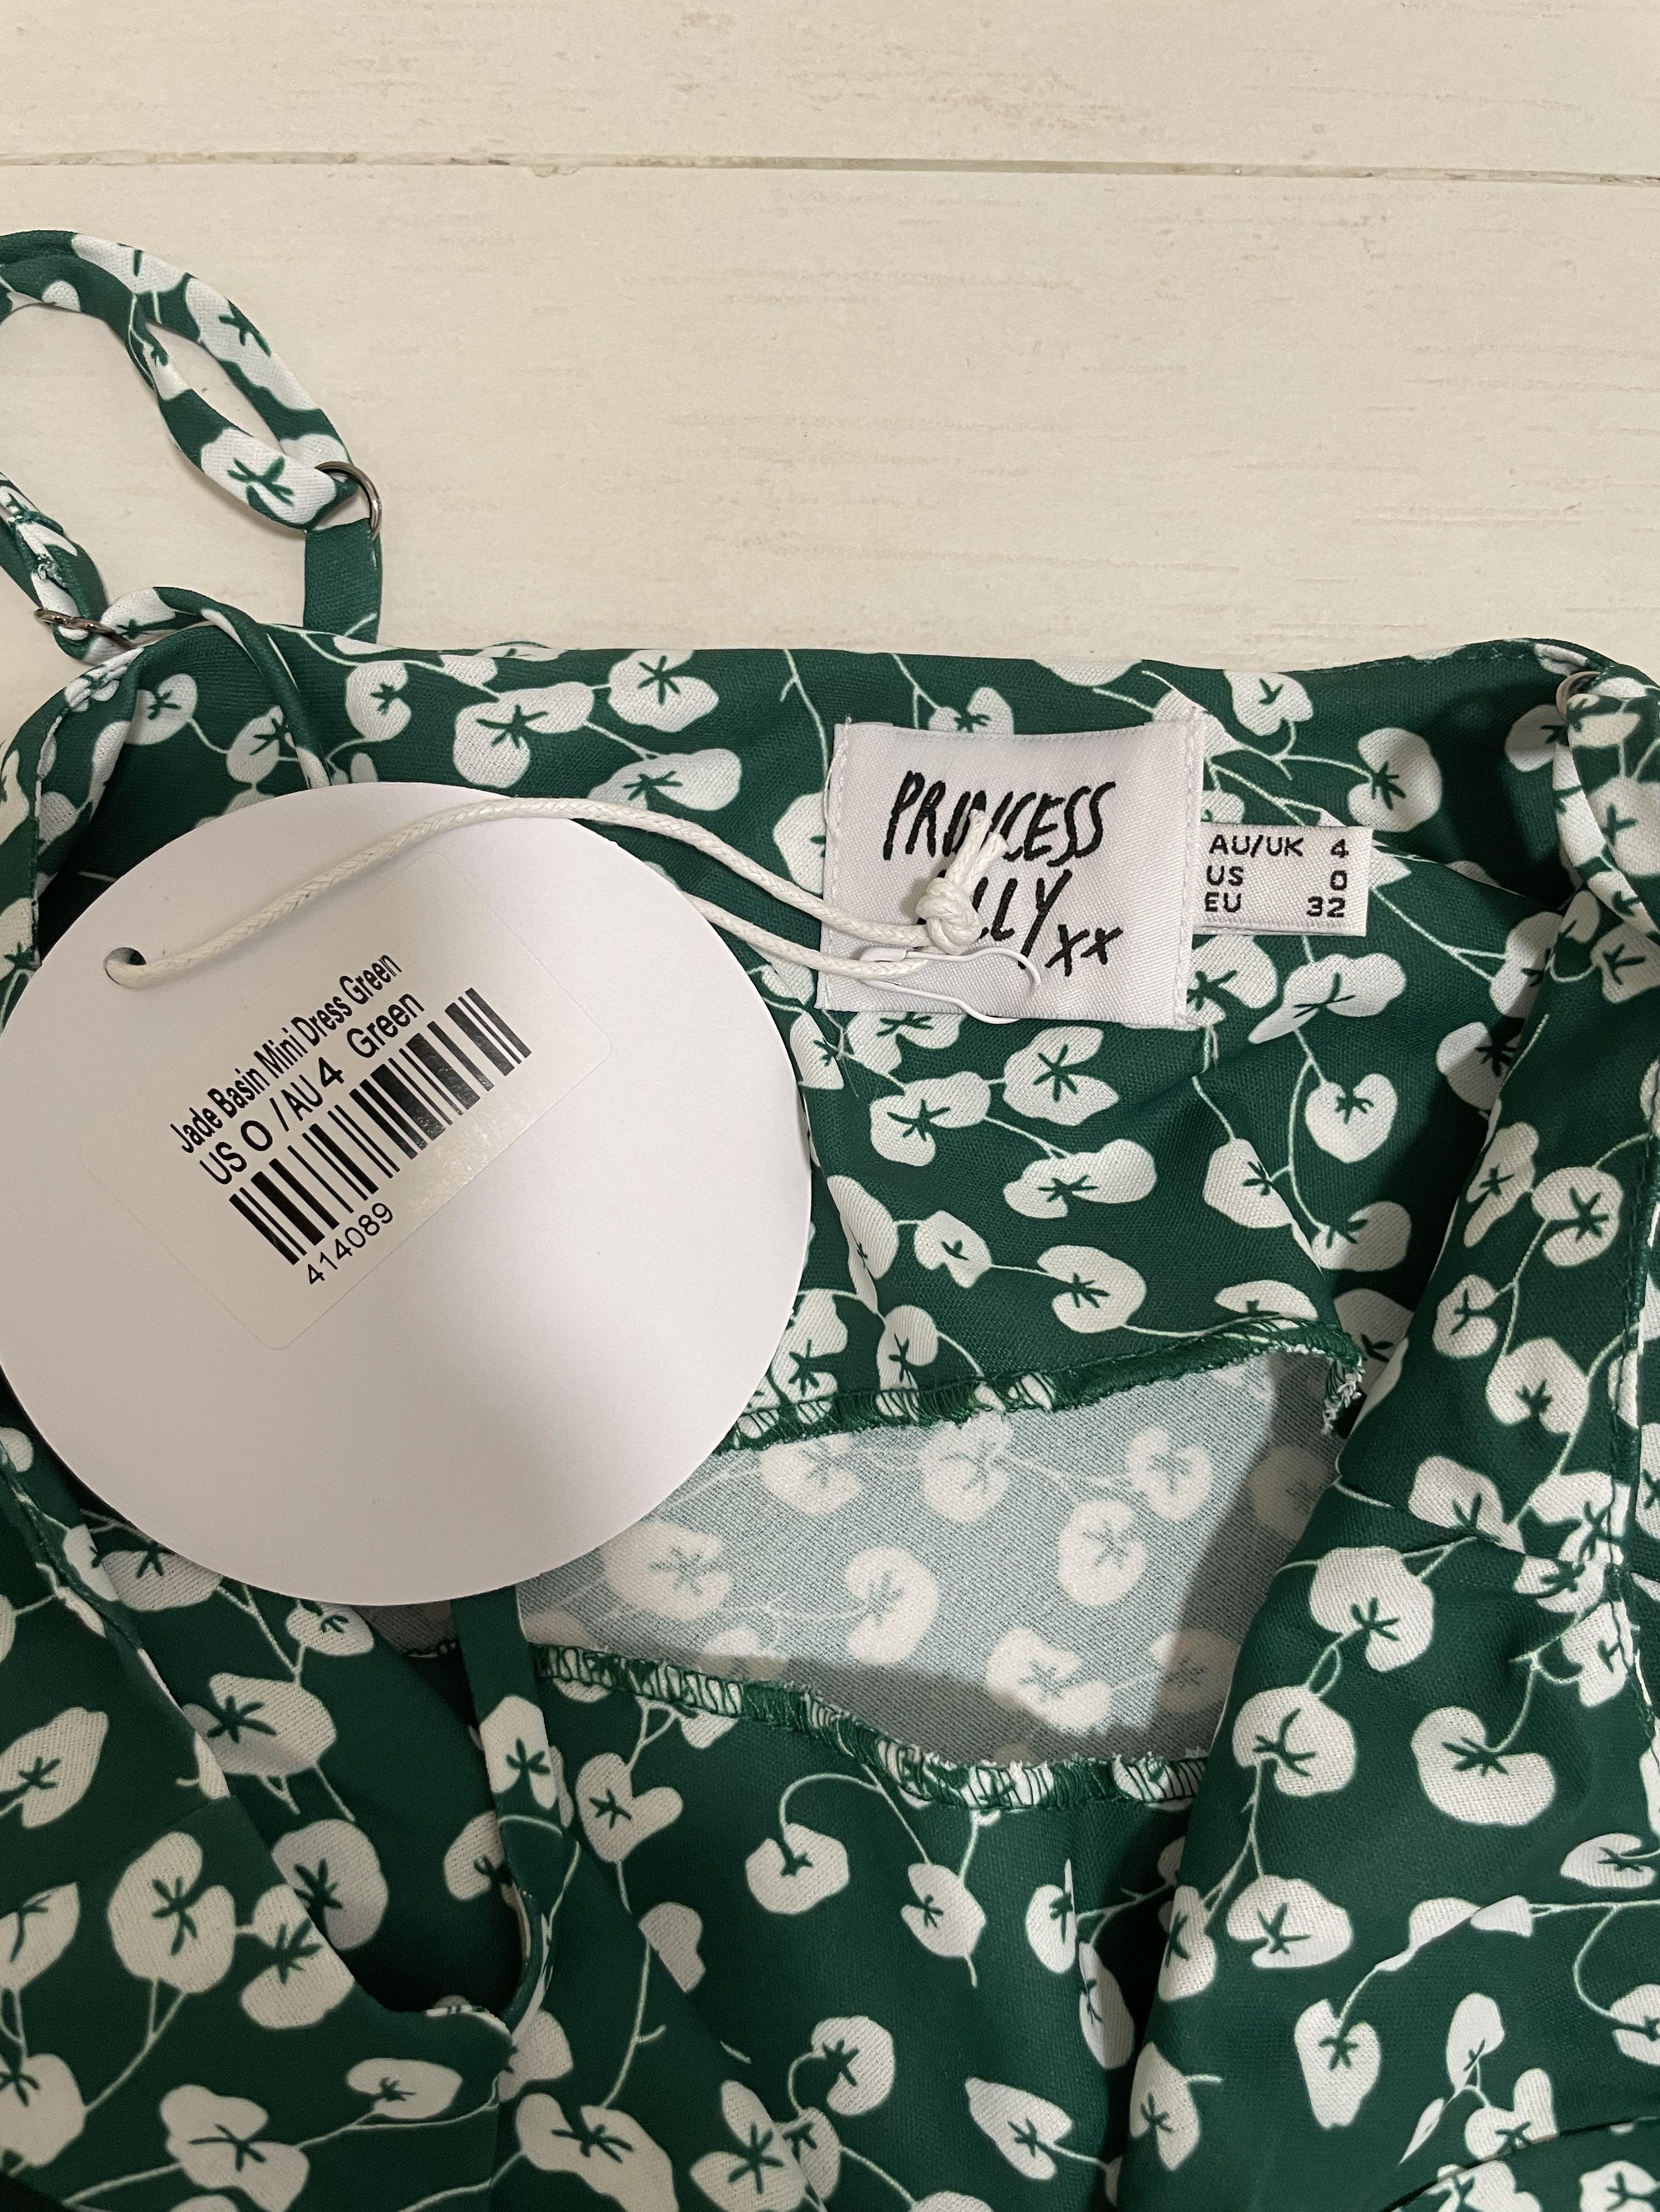 PRINCESS
LLY
xx
AU/UK 4
US 0
EU 32
Jade Basin Mini Dress Green
US 0 /AU 4 Green
414089